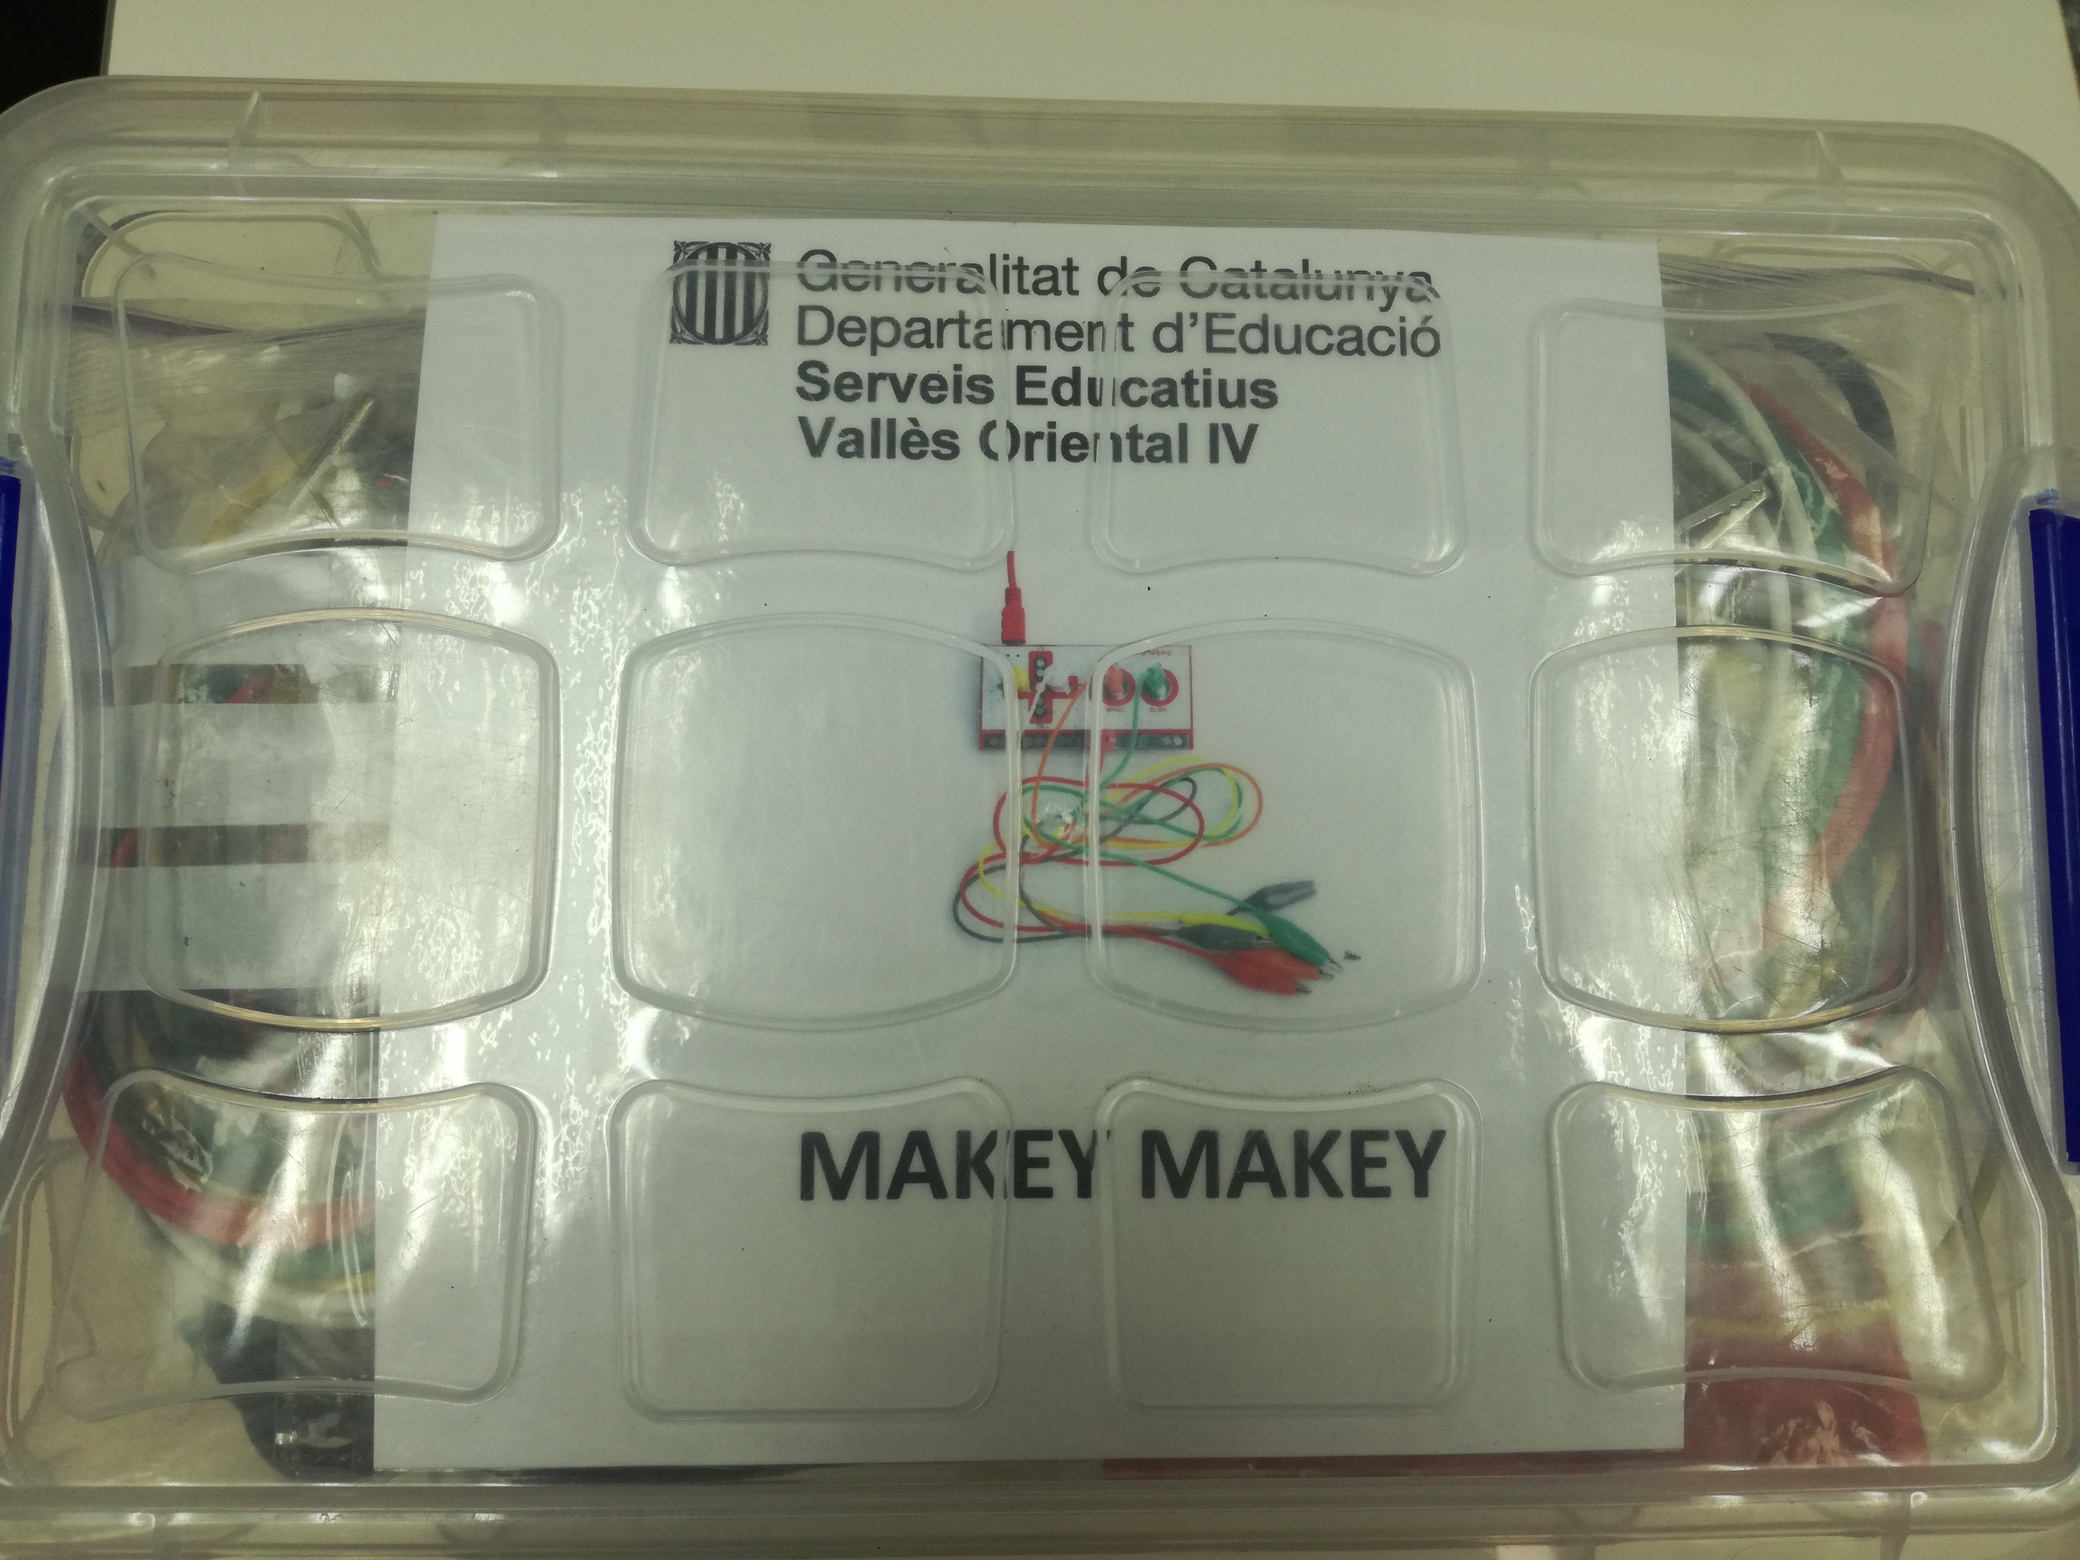 Generalitat de Catalunya
Departament d'Educació
Serveis Educatius
Vallès Oriental IV
MAKEY MAKEY